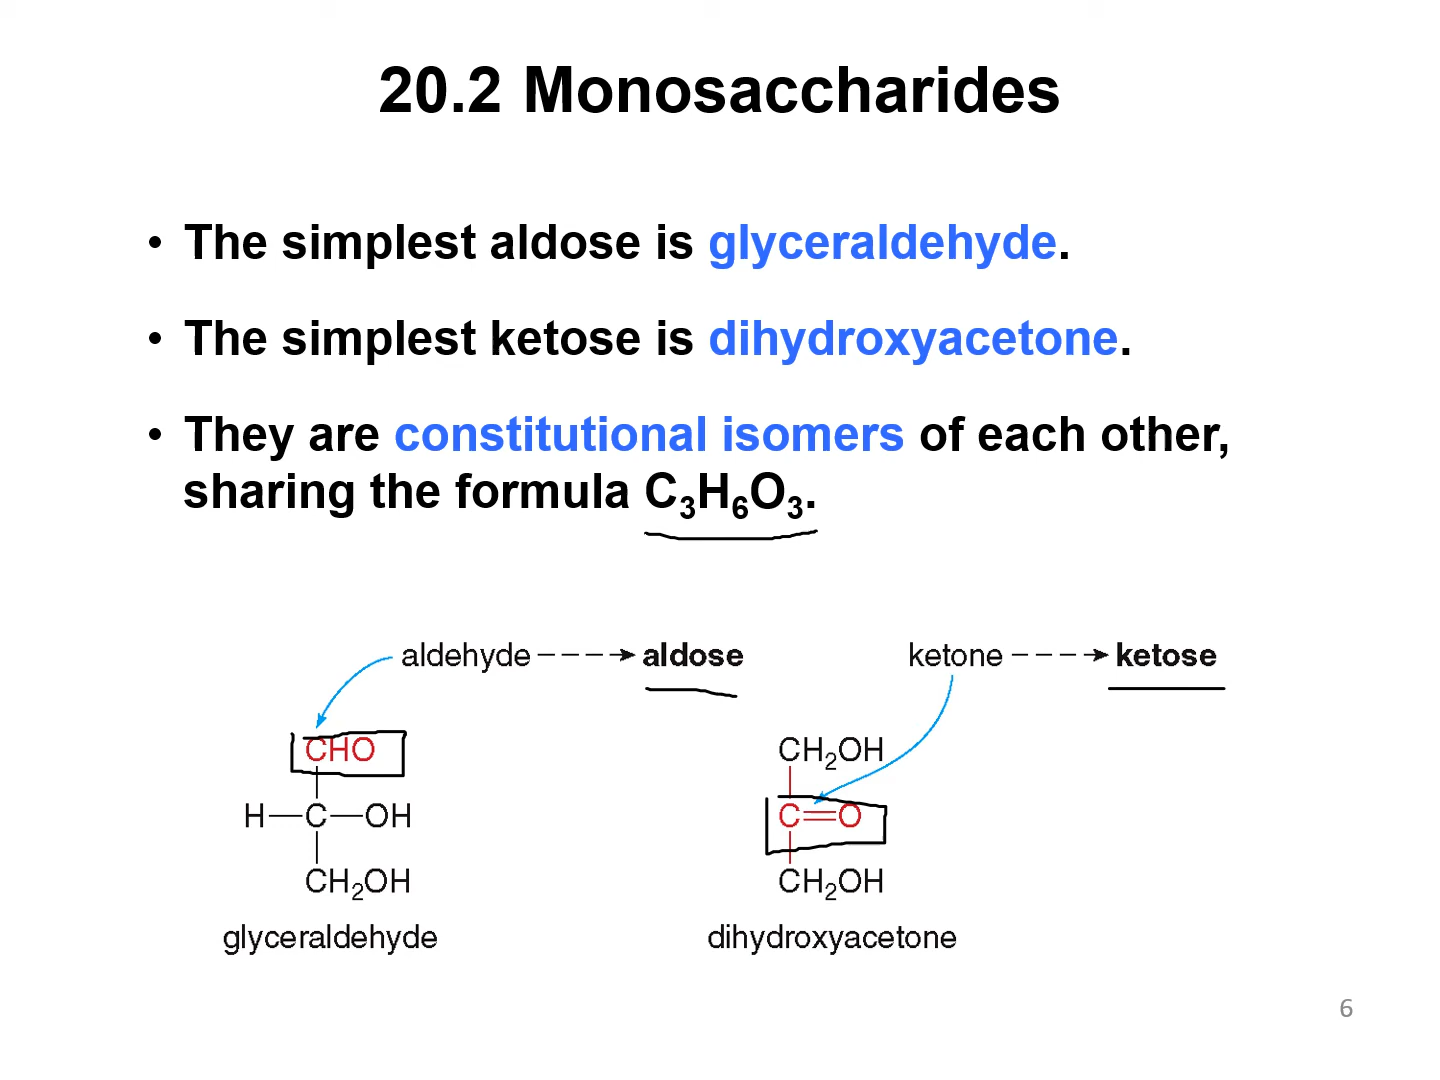 20.2 Monosaccharides
• The simplest aldose is glyceraldehyde.
• The simplest ketose is dihydroxyacetone.
• They are constitutional isomers of each other,
sharing the formula C₃H₆O₃.
aldehyde ---→ aldose
ketone ---→ ketose
CHO
H—C—OH
CH₂OH
glyceraldehyde
CH₂OH
C=O
CH₂OH
dihydroxyacetone
6